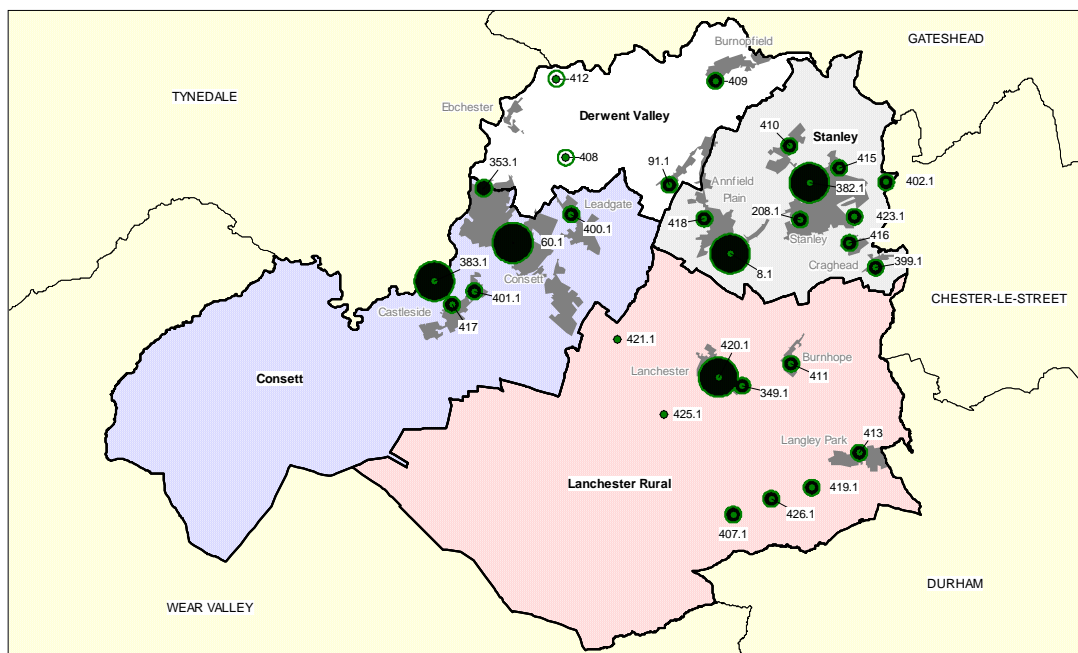 GATESHEAD
Burnopfield
412
409
TYNEDALE
Ebchester
Derwent Valley
410
Stanley
353.1
408
91.1
415
Annfield
Plain
382.1
402.1
Leadgate
400.1
418
208.1
423.1
60.1
Stanley
416
383.1
Consett
8.1
Craghead
399.1
401.1
Castleside
417
CHESTER-LE-STREET
421.1
420.1
Burnhope
Lanchester
411
Consett
349.1
425.1
Langley Park
413
Lanchester Rural
419.1
426.1
407.1
DURHAM
WEAR VALLEY